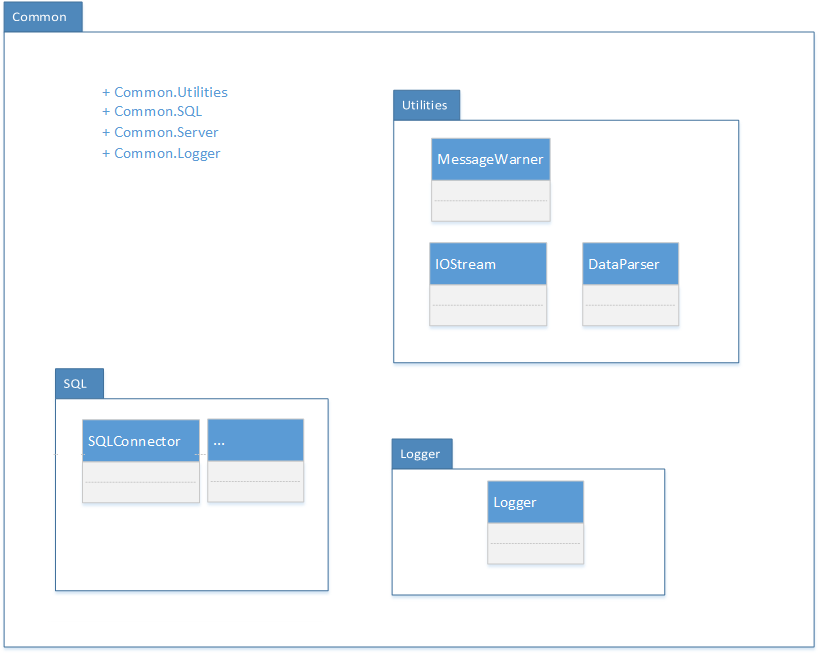 Common
+ Common.Utilities
+ Common.SQL
+ Common.Server
+ Common.Logger
Utilities
MessageWarner
IOStream
DataParser
SQL
SQLConnector
...
Logger
Logger